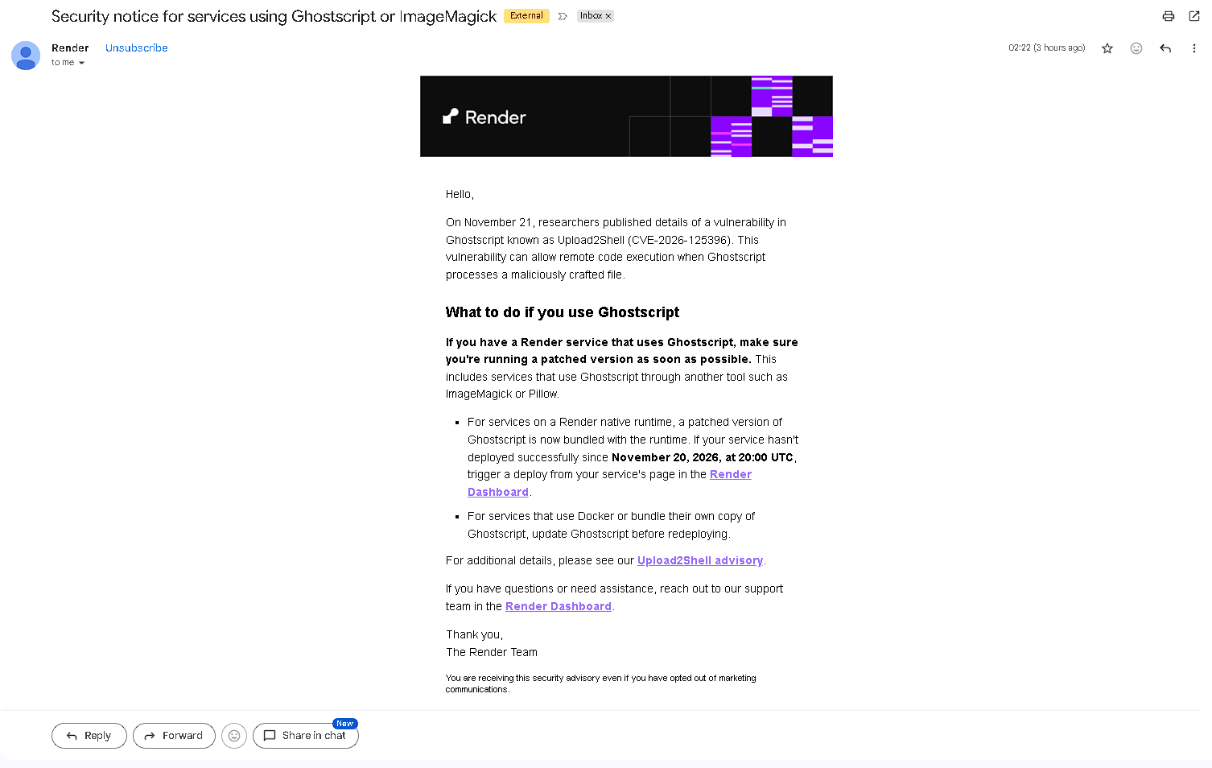 Security notice for services using Ghostscript or ImageMagick External Inbox ×
Render Unsubscribe 02:22 (3 hours ago)
to me
Render
Hello,
On November 21, researchers published details of a vulnerability in
Ghostscript known as Upload2Shell (CVE-2026-125396). This
vulnerability can allow remote code execution when Ghostscript
processes a maliciously crafted file.
What to do if you use Ghostscript
If you have a Render service that uses Ghostscript, make sure
you're running a patched version as soon as possible. This
includes services that use Ghostscript through another tool such as
ImageMagick or Pillow.
▪ For services on a Render native runtime, a patched version of
Ghostscript is now bundled with the runtime. If your service hasn't
deployed successfully since November 20, 2026, at 20:00 UTC,
trigger a deploy from your service's page in the Render
Dashboard.
▪ For services that use Docker or bundle their own copy of
Ghostscript, update Ghostscript before redeploying.
For additional details, please see our Upload2Shell advisory.
If you have questions or need assistance, reach out to our support
team in the Render Dashboard.
Thank you,
The Render Team
You are receiving this security advisory even if you have opted out of marketing
communications.
New
Reply Forward Share in chat